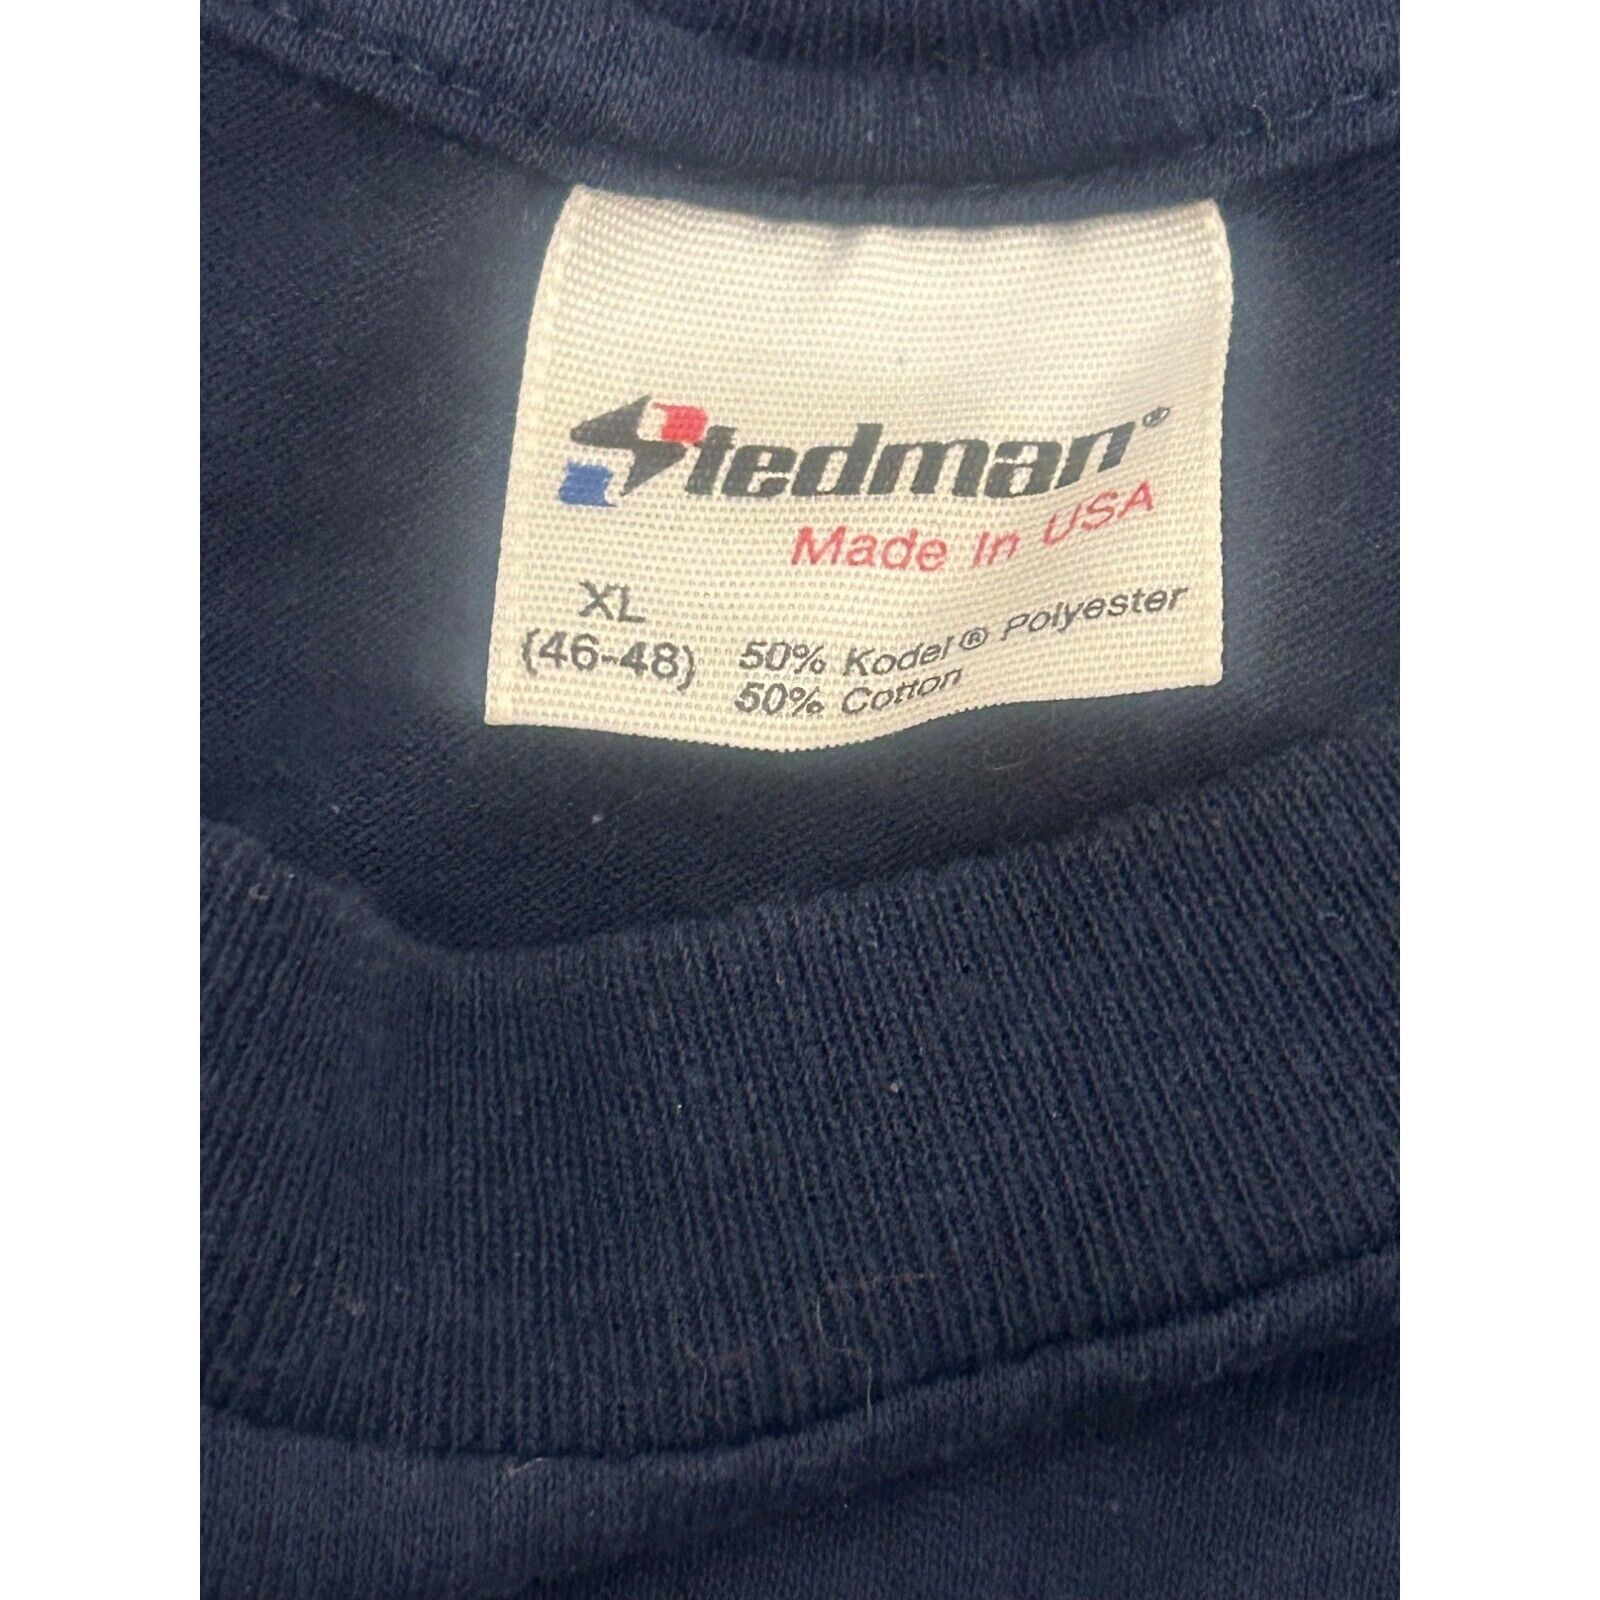 Stedman®
Made In USA
XL
(46-48)
50% Kodel® Polyester
50% Cotton